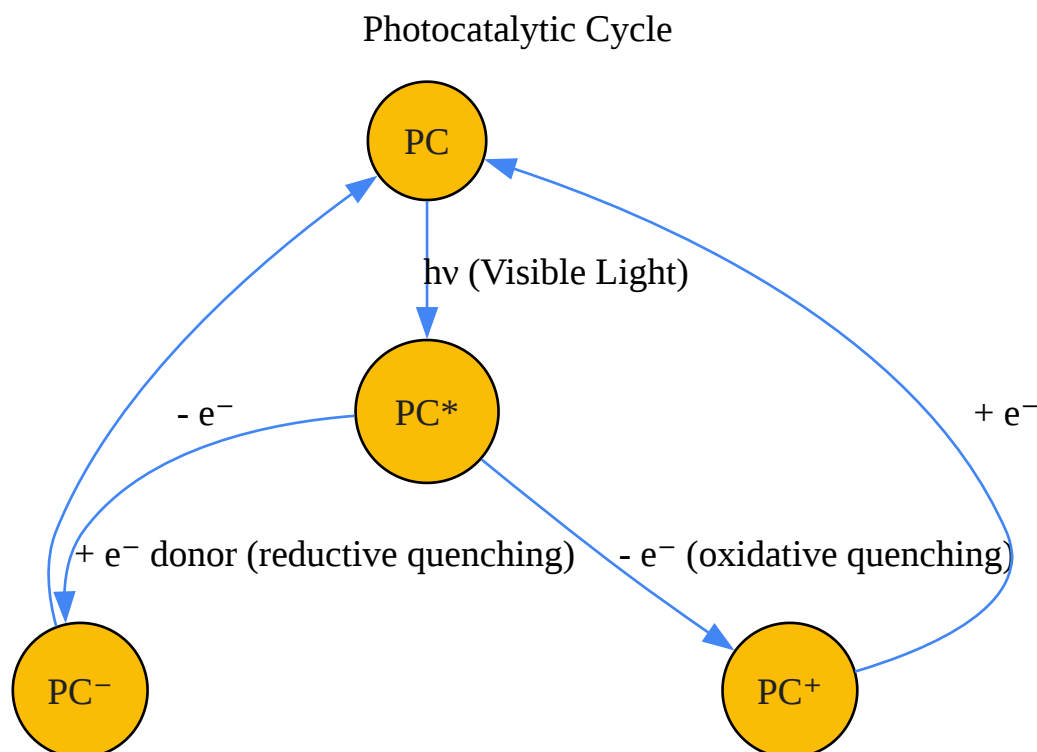 Photocatalytic Cycle
PC
hν (Visible Light)
PC*
- e⁻
+ e⁻
+ e⁻ donor (reductive quenching)
- e⁻ (oxidative quenching)
PC⁻
PC⁺